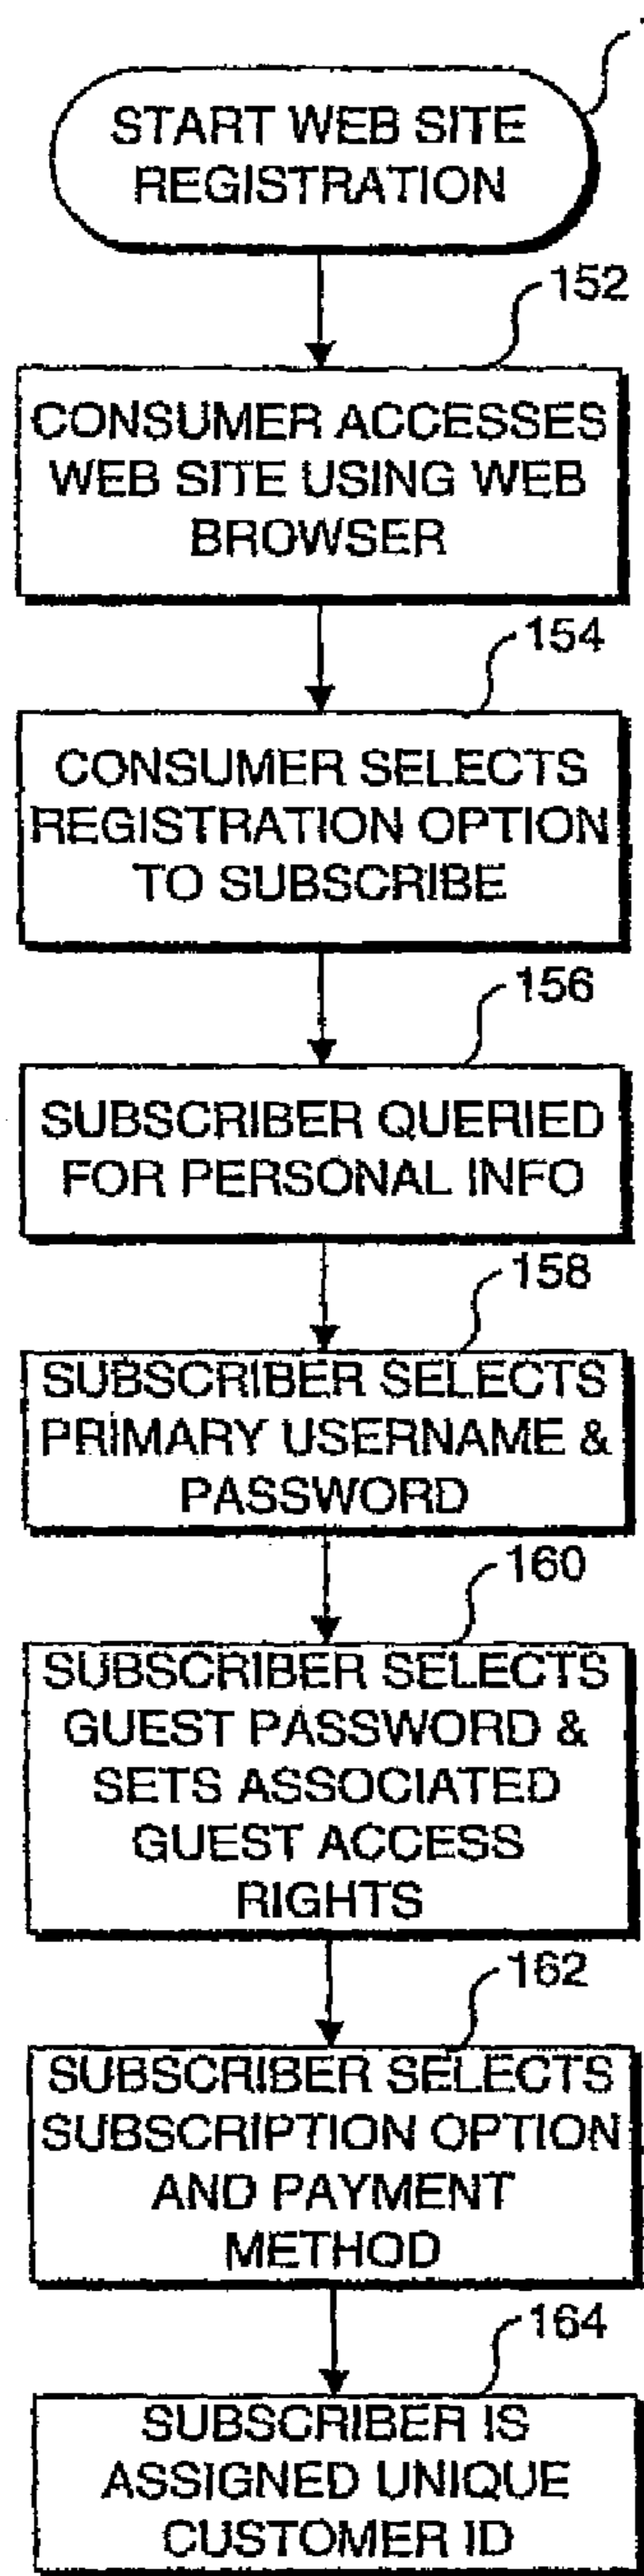 START WEB SITE
REGISTRATION
152
CONSUMER ACCESSES
WEB SITE USING WEB
BROWSER
154
CONSUMER SELECTS
REGISTRATION OPTION
TO SUBSCRIBE
156
SUBSCRIBER QUERIED
FOR PERSONAL INFO
158
SUBSCRIBER SELECTS
PRIMARY USERNAME &
PASSWORD
160
SUBSCRIBER SELECTS
GUEST PASSWORD &
SETS ASSOCIATED
GUEST ACCESS
RIGHTS
162
SUBSCRIBER SELECTS
SUBSCRIPTION OPTION
AND PAYMENT
METHOD
164
SUBSCRIBER IS
ASSIGNED UNIQUE
CUSTOMER ID